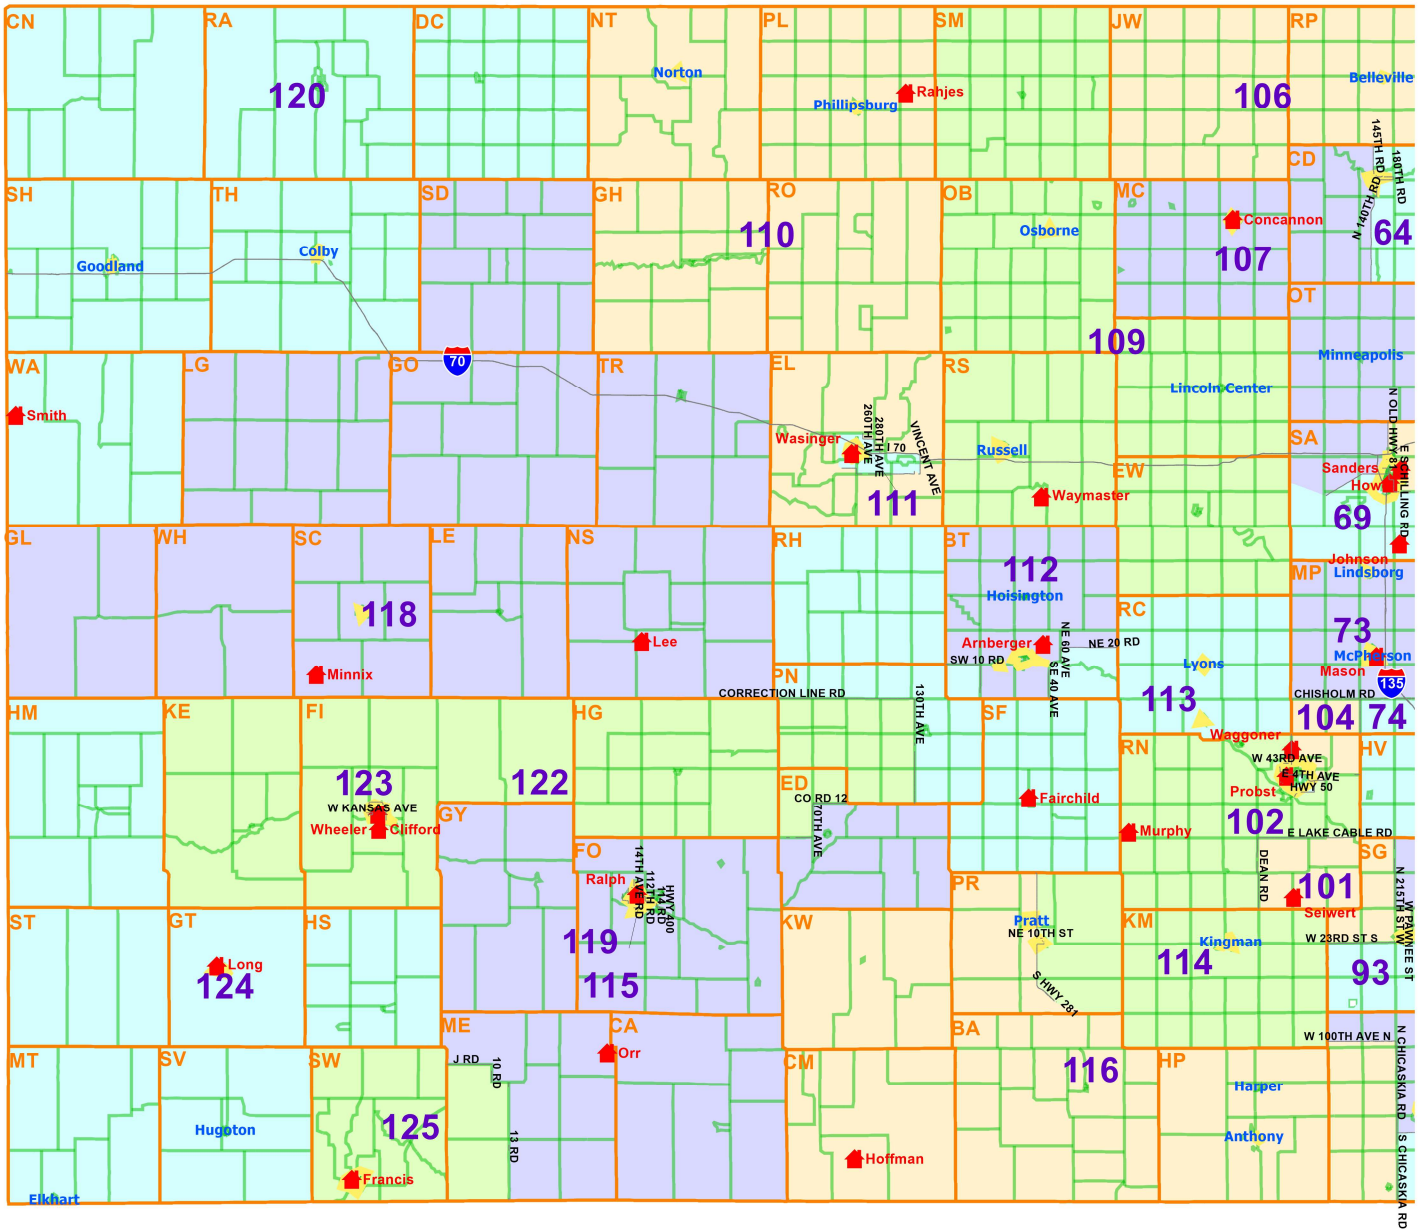 CN
RA
DC
NT
PL
SM
JW
RP
Norton
Belleville
120
Phillipsburg
Rahjes
106
145TH RD
180TH RD
N 140TH RD
CD
SH
TH
SD
GH
RO
OB
MC
Concannon
Osborne
110
64
Goodland
Colby
107
OT
109
Minneapolis
WA
LG
GO
70
TR
EL
RS
Lincoln Center
Smith
N OLD HWY 81
260TH AVE
280TH AVE
VINCENT AVE
Wasinger
I 70
Russell
SA
E SCHILLING RD
EW
Sanders
How
Waymaster
111
69
GL
WH
SC
LE
NS
RH
BT
Johnson
112
MP
Lindsborg
Hoisington
RC
118
NE 60 AVE
73
Lee
Arnberger
NE 20 RD
McPherson
SW 10 RD
SE 40 AVE
Lyons
Mason
Minnix
PN
135
CORRECTION LINE RD
130TH AVE
113
CHISHOLM RD
HM
KE
FI
HG
SF
104
74
Waggoner
RN
HV
W 43RD AVE
123
122
ED
E 4TH AVE
HWY 50
CO RD 12
Fairchild
Probst
W KANSAS AVE
GY
70TH AVE
102
Wheeler
Clifford
Murphy
E LAKE CABLE RD
FO
14TH AVE RD
112TH RD
114 RD
HWY 400
DEAN RD
SG
N 215TH ST W
Ralph
PR
101
W PAWNEE ST
Seiwert
ST
GT
HS
KW
Pratt
KM
NE 10TH ST
119
Kingman
W 23RD ST S
Long
114
93
124
115
S HWY 281
ME
CA
BA
W 100TH AVE N
N CHICASKIA RD
MT
SV
SW
J RD
10 RD
Orr
CM
HP
116
Harper
125
Hugoton
13 RD
Anthony
S CHICASKIA RD
Hoffman
Francis
Elkhart